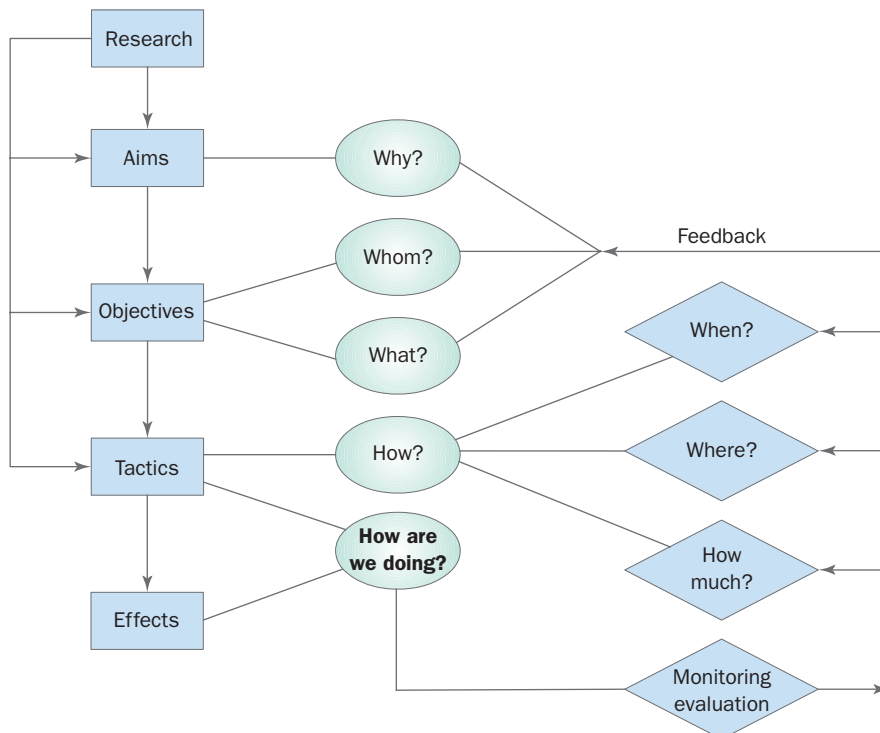 Research
Aims
Why?
Feedback
Whom?
Objectives
When?
What?
Where?
How?
Tactics
How are
we doing?
How
much?
Effects
Monitoring
evaluation